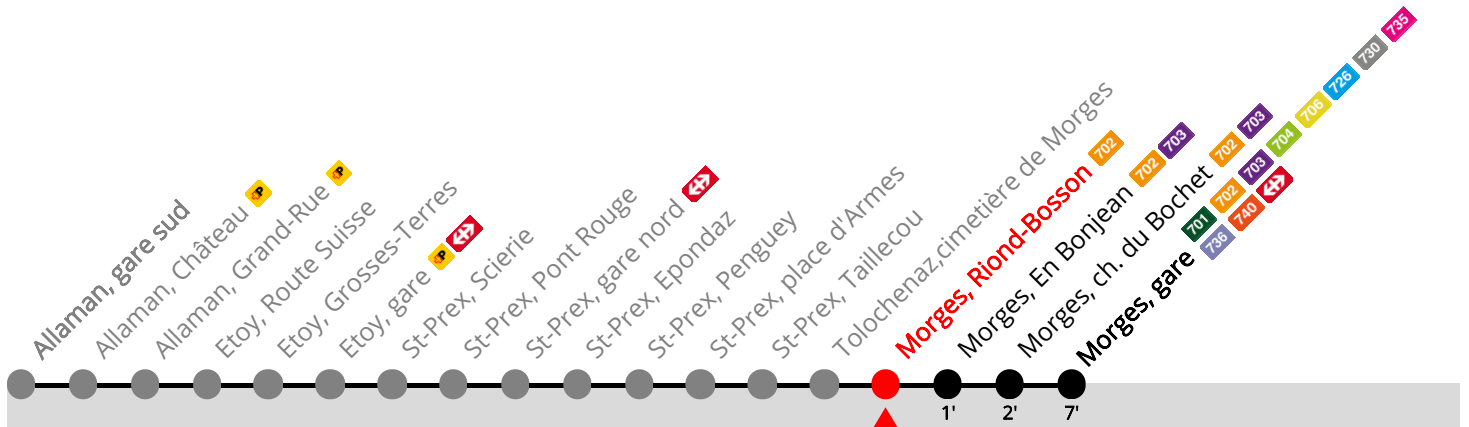 Allaman, gare sud
Allaman, Château P
Allaman, Grand-Rue P
Etoy, Route Suisse
Etoy, Grosses-Terres
Etoy, gare P
St-Prex, Scierie
St-Prex, Pont Rouge
St-Prex, gare nord
St-Prex, Epondaz
St-Prex, Penguey
St-Prex, place d'Armes
St-Prex, Taillecou
Tolochenaz,cimetière de Morges
Morges, Riond-Bosson 702
Morges, En Bonjean 702 703
Morges, ch. du Bochet 702 703
Morges, gare 701 702 703 704 706 726 730 735
736 740
1' 2' 7'